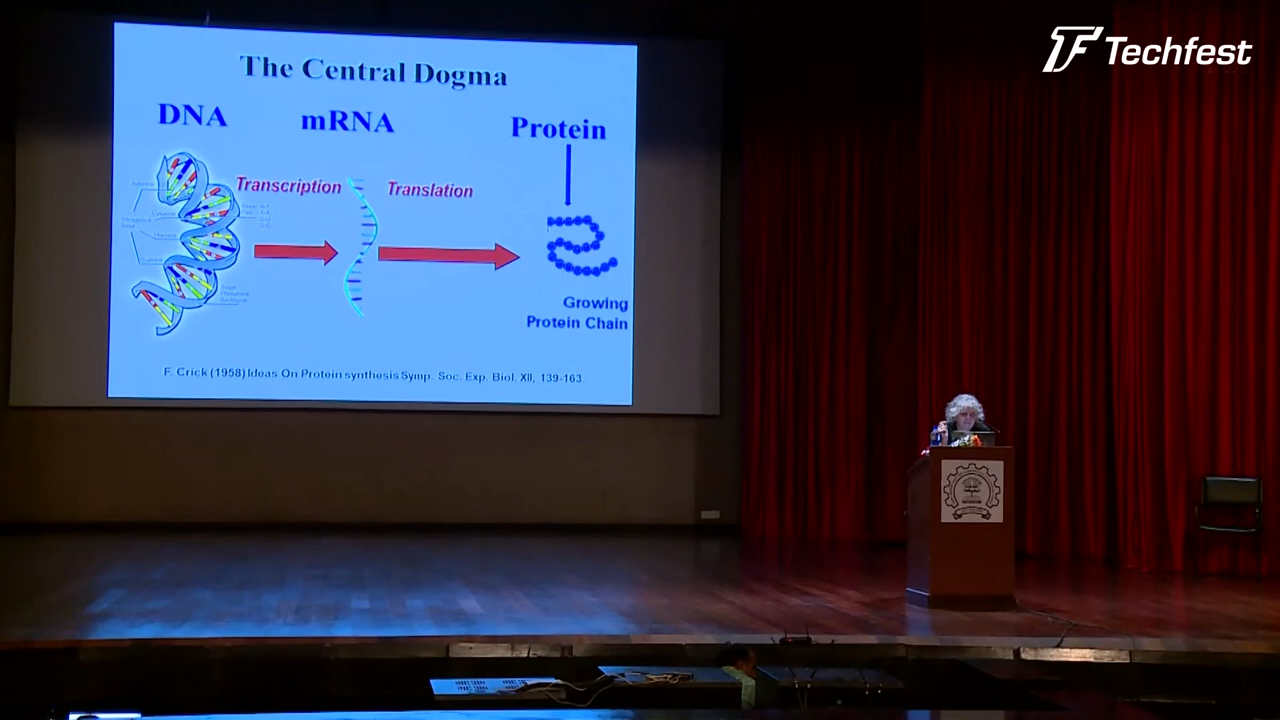 Techfest
The Central Dogma
DNA
mRNA
Protein
Transcription
Translation
Growing
Protein Chain
F. Crick (1958) Ideas On Protein synthesis Symp. Soc. Exp. Biol. XII, 139-163.